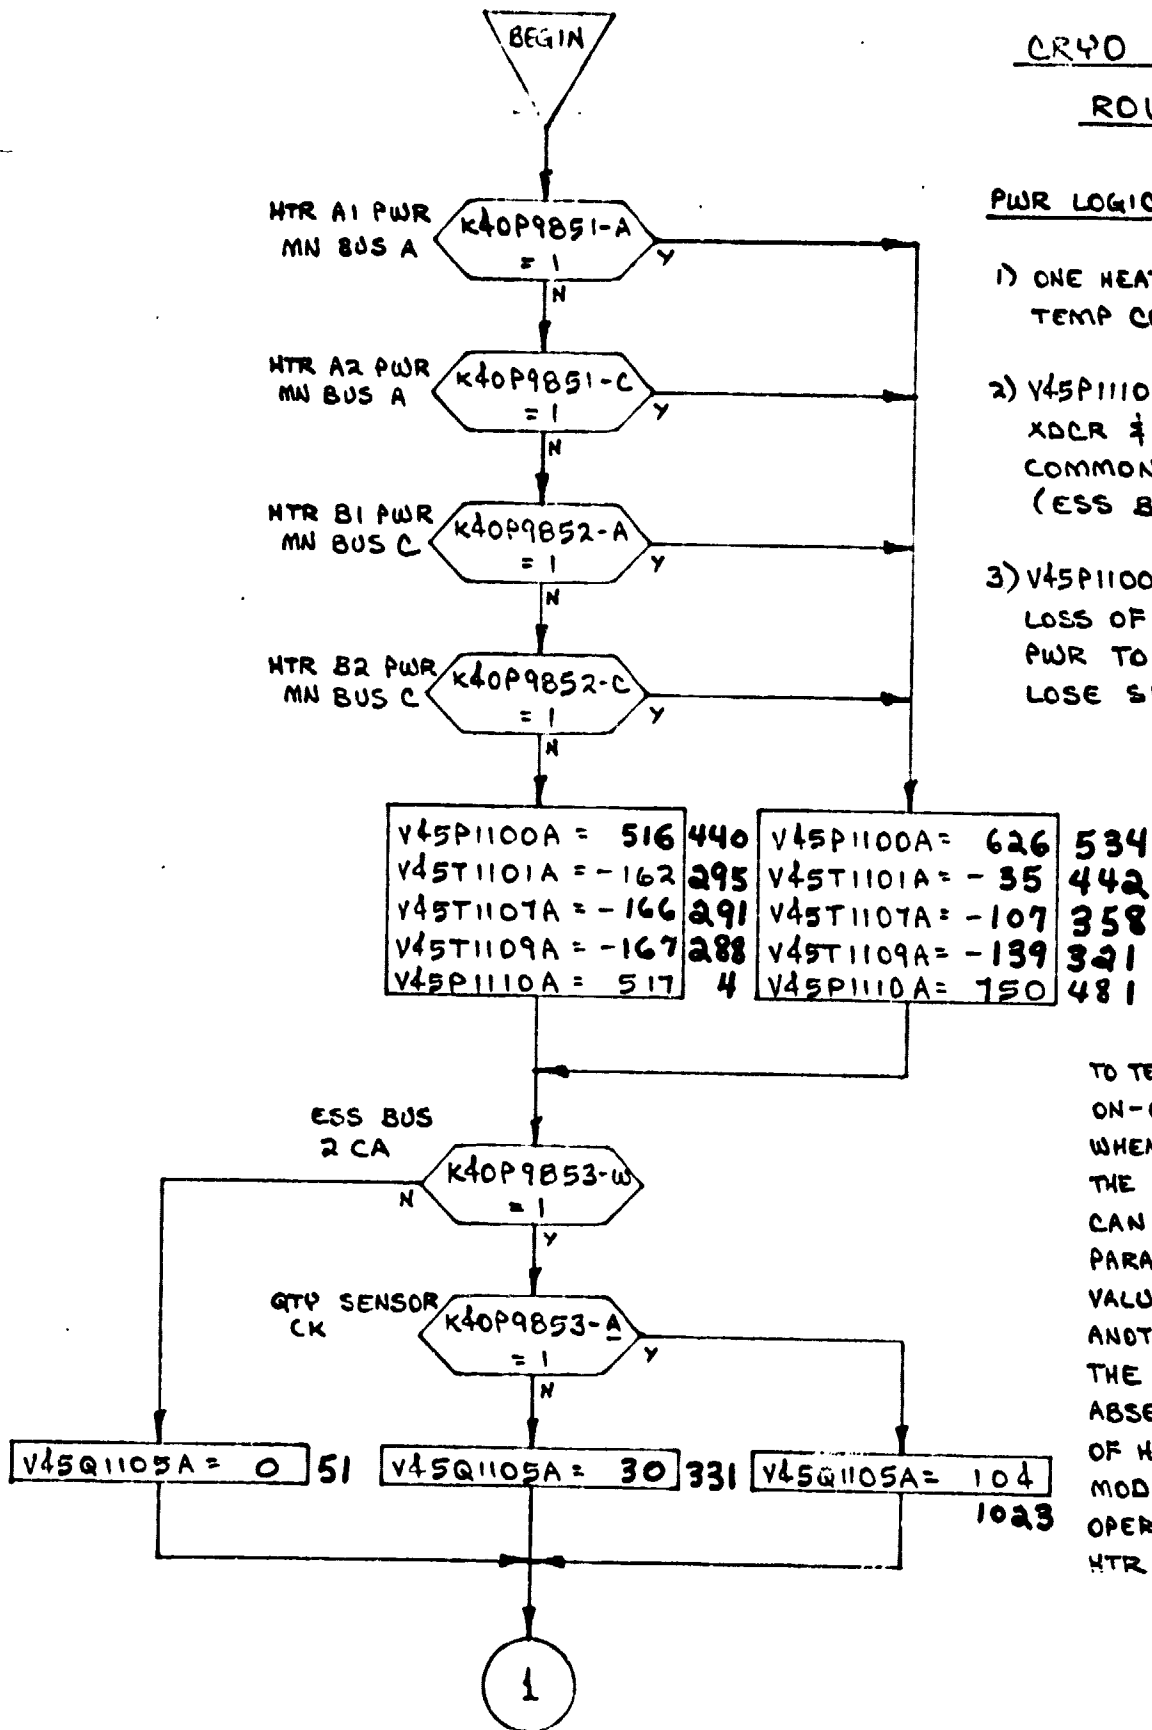 BEGIN
CRYO
ROU
PWR LOGIC
HTR A1 PWR
MN BUS A
K40P9851-A
= 1
Y
N
1) ONE HEAT
TEMP CO
HTR A2 PWR
MN BUS A
K40P9851-C
= 1
Y
N
2) V45P1110
XDCR &
COMMON
(ESS B
HTR B1 PWR
MN BUS C
K40P9852-A
= 1
Y
N
3) V45P1100
LOSS OF
PWR TO
LOSE S
HTR B2 PWR
MN BUS C
K40P9852-C
= 1
Y
N
V45P1100A = 516 440
V45T1101A = -162 295
V45T1107A = -166 291
V45T1109A = -167 288
V45P1110A = 517 4
V45P1100A = 626 534
V45T1101A = -35 442
V45T1107A = -107 358
V45T1109A = -139 321
V45P1110A = 750 481
ESS BUS
2 CA
K40P9853-W
= 1
N
Y
QTY SENSOR
CK
K40P9853-A
= 1
Y
N
TO TE
ON-
WHEN
THE
CAN
PARA
VALU
ANOT
THE
ABSE
OF H
MOD
OPER
HTR
V45Q1105A = 0 51
V45Q1105A = 30 331
V45Q1105A = 104
1023
1